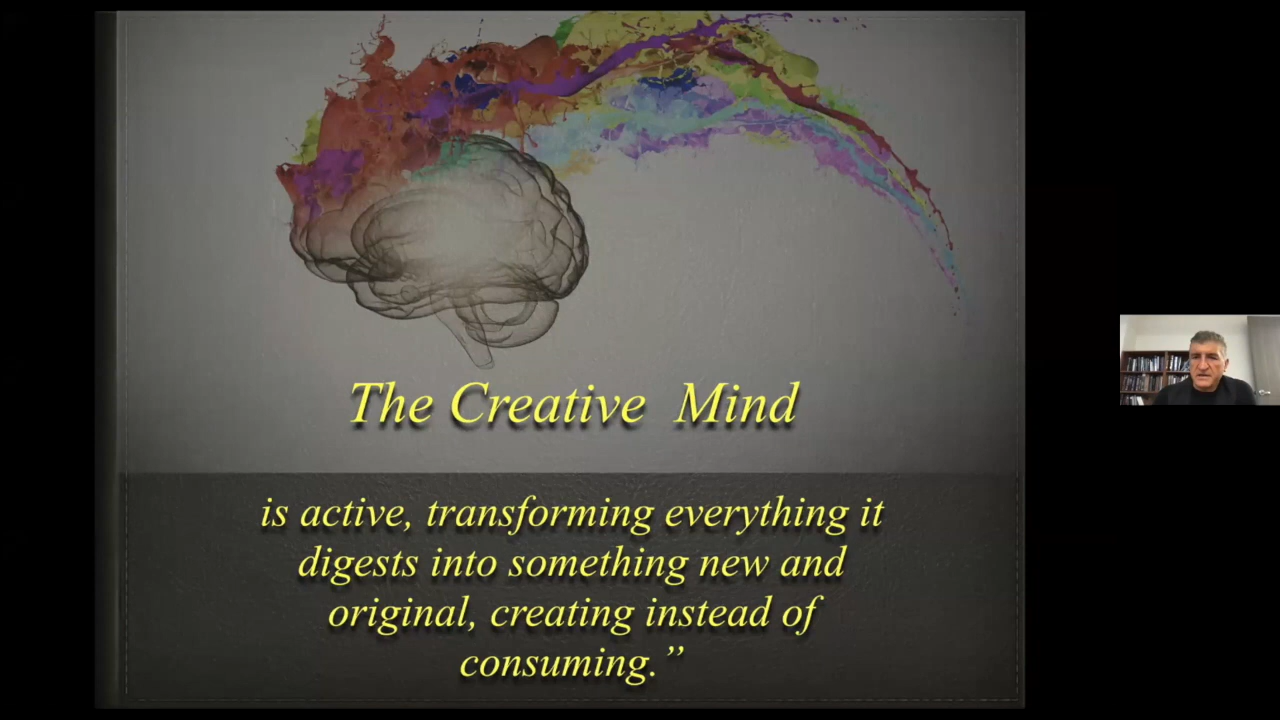 The Creative Mind
is active, transforming everything it
digests into something new and
original, creating instead of
consuming.”